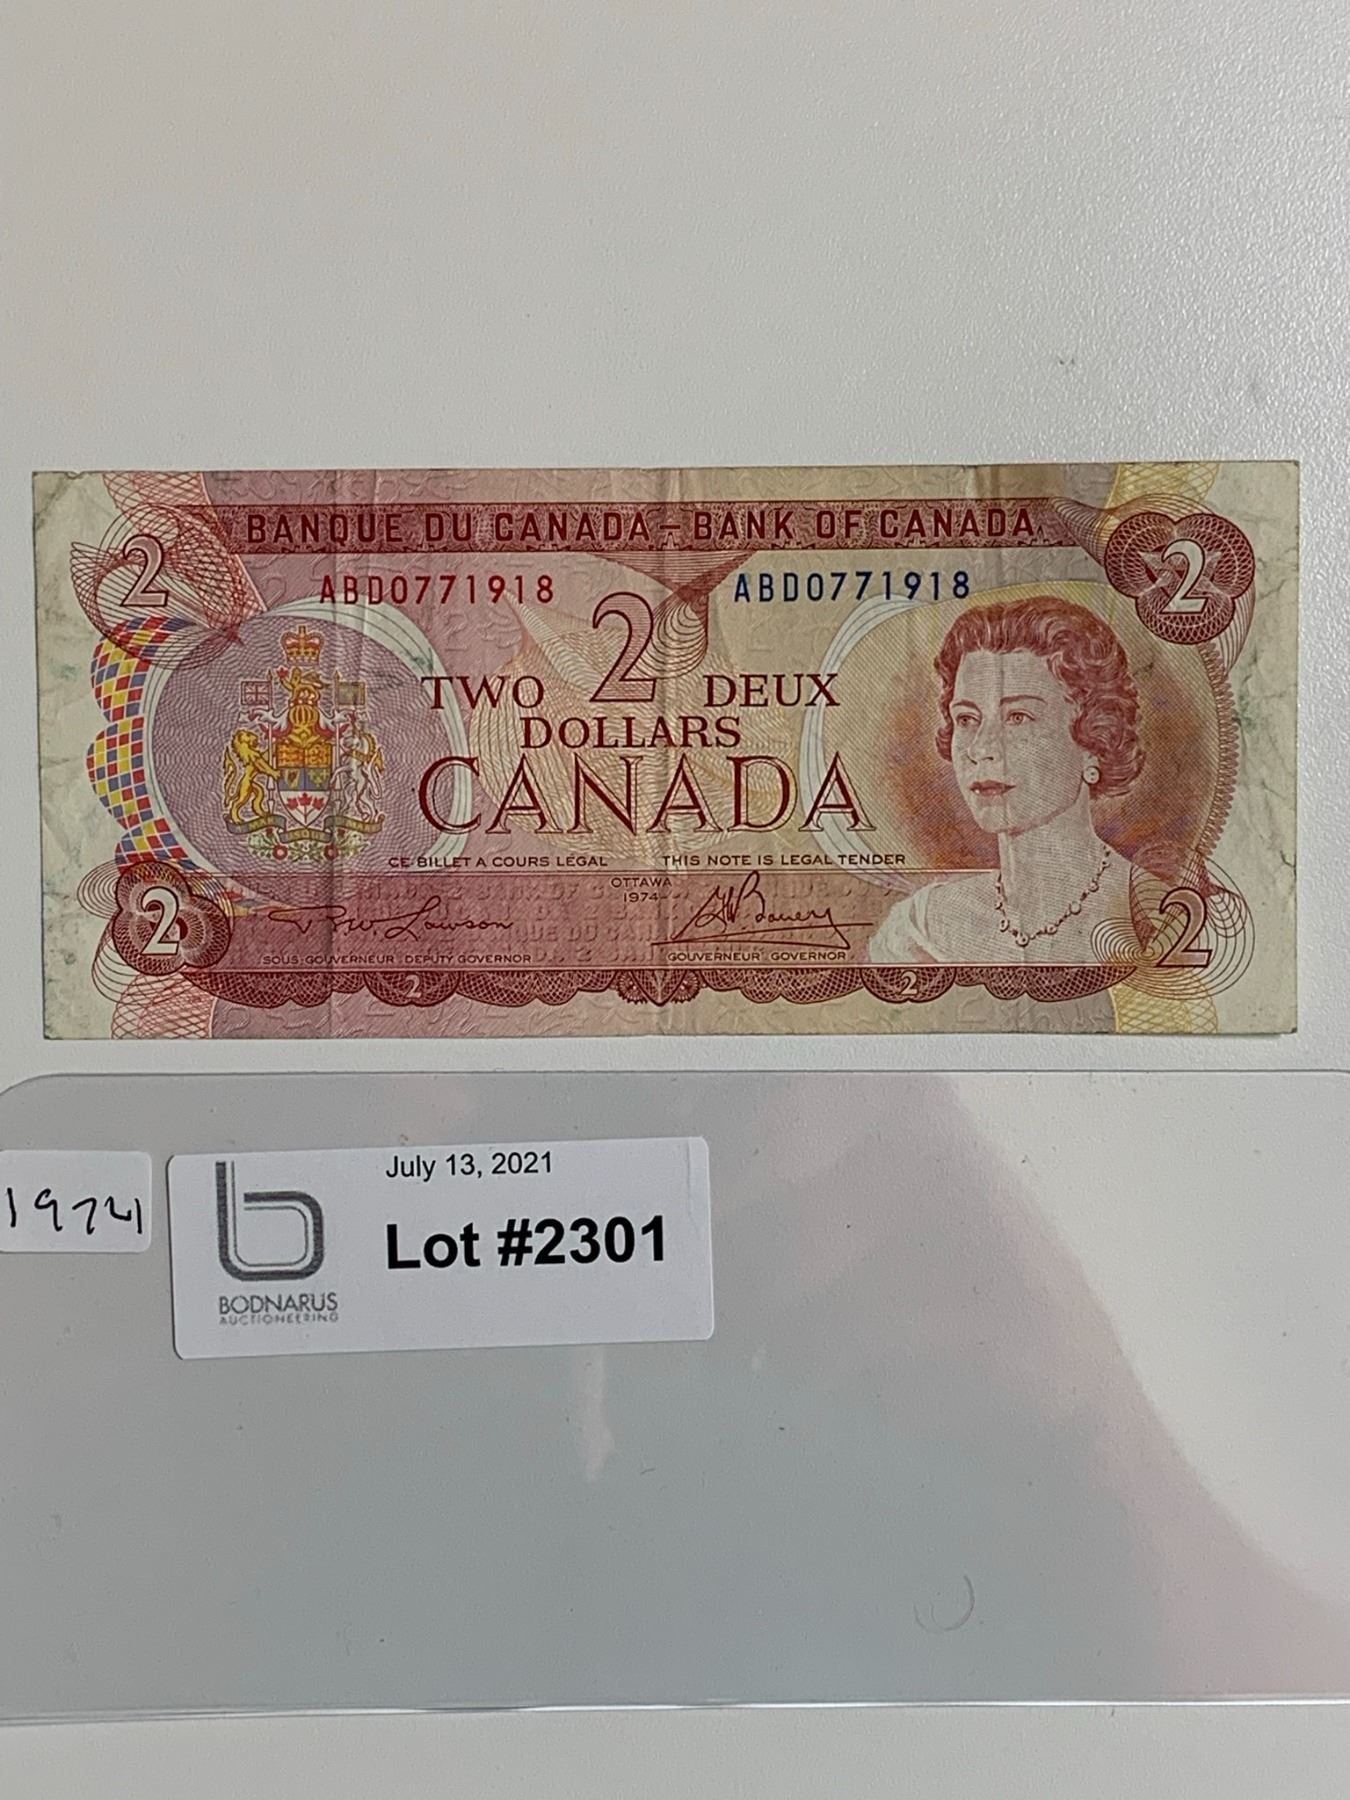 2
2
BANQUE DU CANADA – BANK OF CANADA
ABD0771918 ABD0771918
2
TWO DEUX
DOLLARS
CANADA
CE BILLET A COURS LÉGAL THIS NOTE IS LEGAL TENDER
OTTAWA
1974
2
2
SOUS-GOUVERNEUR DEPUTY GOVERNOR GOUVERNEUR GOVERNOR
2
2
1974
July 13, 2021
Lot #2301
b
BODNARUS
AUCTIONEERING